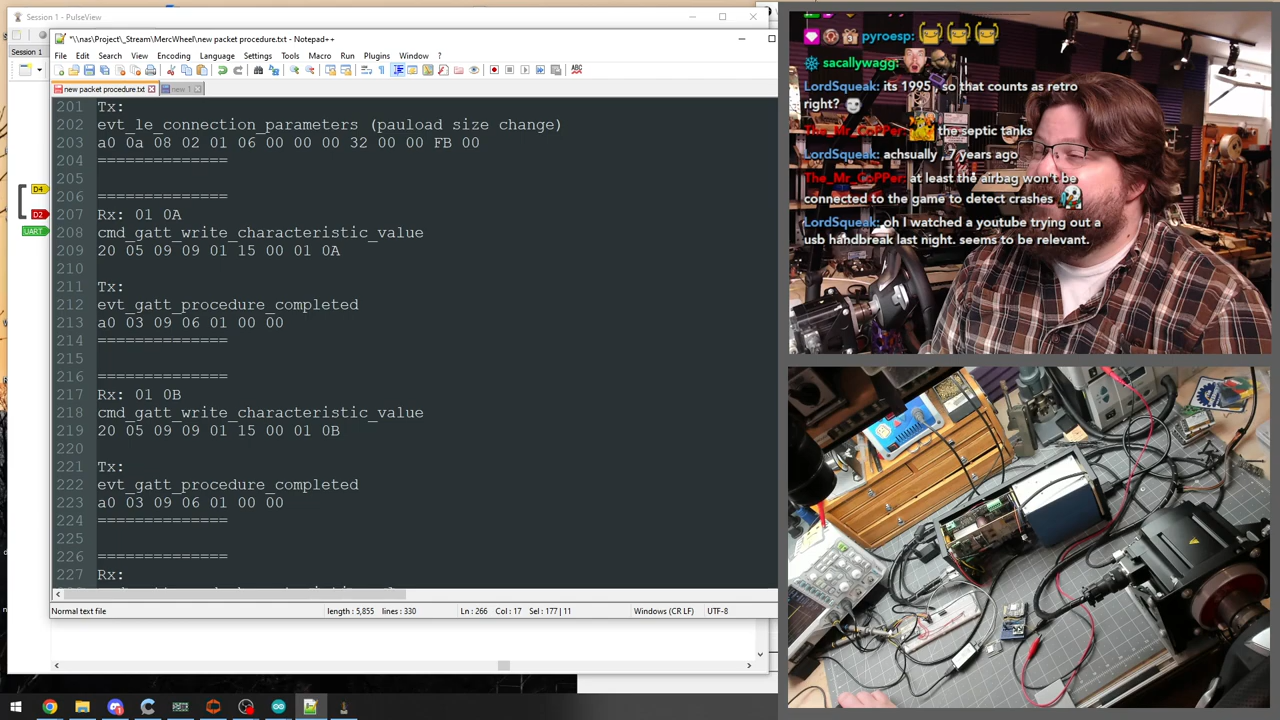 Session 1 - PulseView
*\\nas\Project\_Stream\MercWheel\new packet procedure.txt - Notepad++
Session 1
File Edit Search View Encoding Language Settings Tools Macro Run Plugins Window ?
new packet procedure.txt
new 1
201 Tx:
202 evt_le_connection_parameters (pauload size change)
203 a0 0a 08 02 01 06 00 00 00 32 00 00 FB 00
204 ==============
205
206 ==============
207 Rx: 01 0A
208 cmd_gatt_write_characteristic_value
209 20 05 09 09 01 15 00 01 0A
210
211 Tx:
212 evt_gatt_procedure_completed
213 a0 03 09 06 01 00 00
214 ==============
215
216 ==============
217 Rx: 01 0B
218 cmd_gatt_write_characteristic_value
219 20 05 09 09 01 15 00 01 0B
220
221 Tx:
222 evt_gatt_procedure_completed
223 a0 03 09 06 01 00 00
224 ==============
225
226 ==============
227 Rx:
D4
D2
UART
Normal text file length : 5,855 lines : 330 Ln : 266 Col : 17 Sel : 177 | 11 Windows (CR LF) UTF-8
pyroesp:
sacallywagg:
LordSqueak: its 1995 , so that counts as retro
right?
The_Mr_CoPPer: the septic tanks
LordSqueak: achsually , 7 years ago
The_Mr_CoPPer: at least the airbag won't be
connected to the game to detect crashes
LordSqueak: oh I watched a youtube trying out a
usb handbreak last night. seems to be relevant.